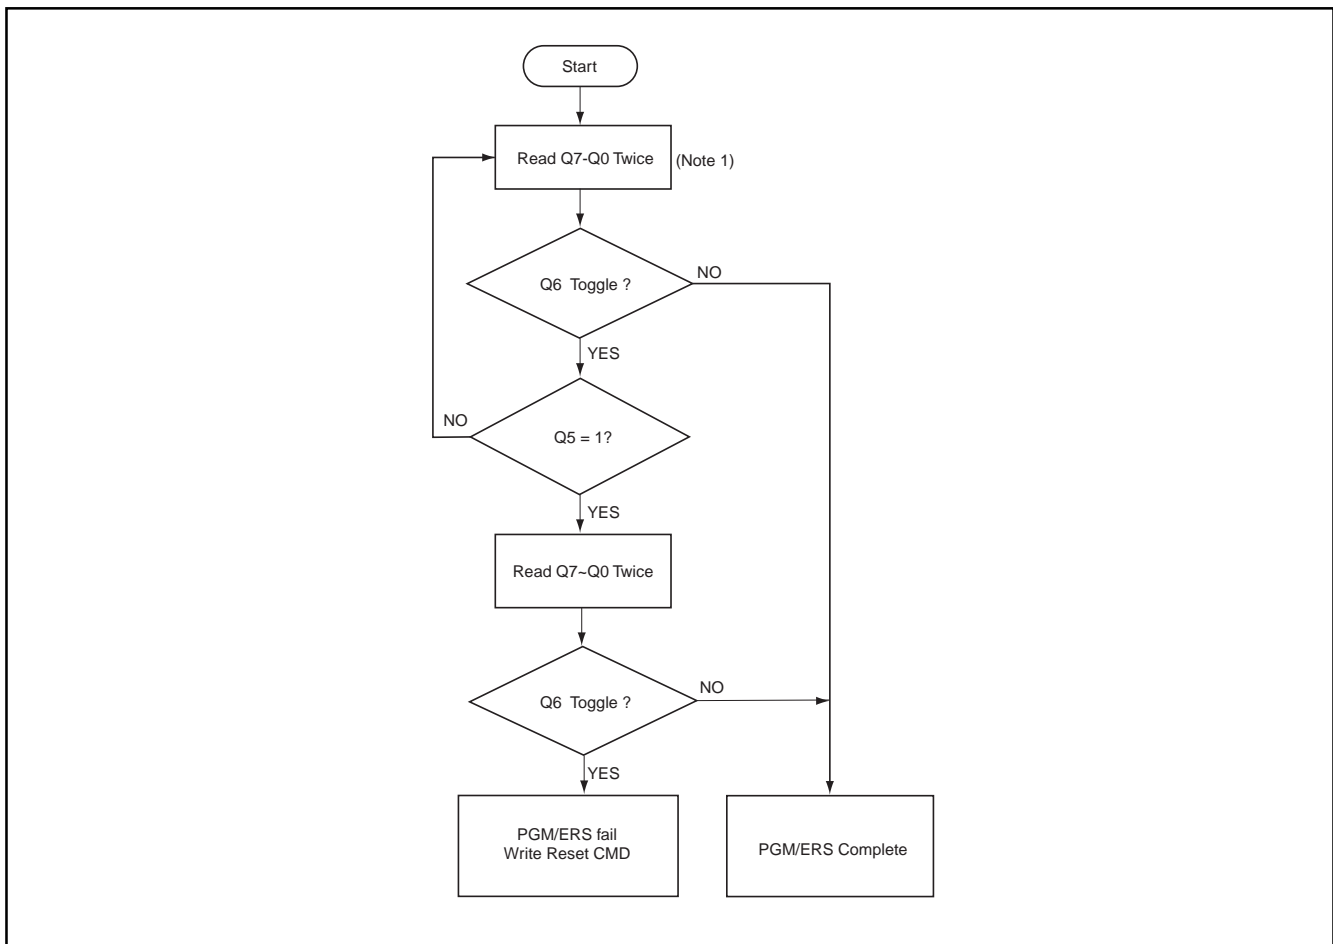 Start
Read Q7-Q0 Twice
(Note 1)
Q6 Toggle ?
NO
YES
NO
Q5 = 1?
YES
Read Q7~Q0 Twice
Q6 Toggle ?
NO
YES
PGM/ERS fail
Write Reset CMD
PGM/ERS Complete